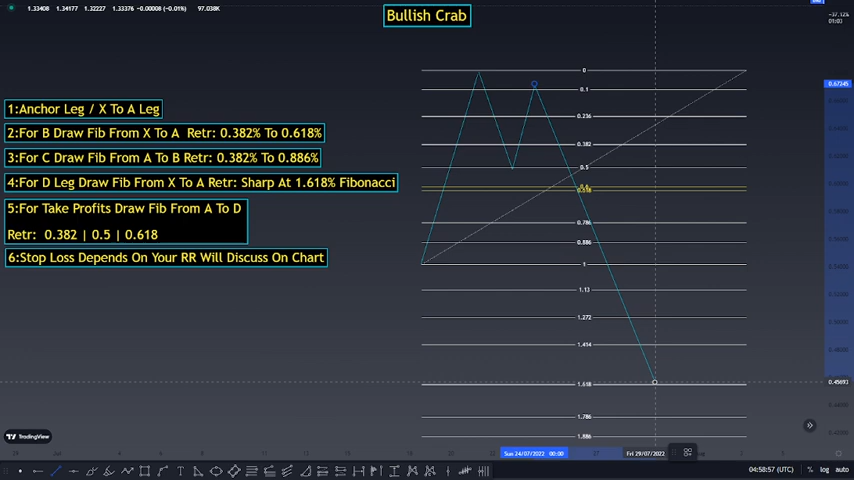 1.33408 1.34177 1.32227 1.33376 -0.00008 (-0.01%) 97.038K
Bullish Crab
-37.12%
01:03
0
0.67345
0.1
1:Anchor Leg / X To A Leg
0.236
2:For B Draw Fib From X To A Retr: 0.382% To 0.618%
0.382
3:For C Draw Fib From A To B Retr: 0.382% To 0.886%
0.5
4:For D Leg Draw Fib From X To A Retr: Sharp At 1.618% Fibonacci
0.618
5:For Take Profits Draw Fib From A To D
0.786
Retr: 0.382 | 0.5 | 0.618
0.886
6:Stop Loss Depends On Your RR Will Discuss On Chart
1
1.13
1.272
1.414
0.45693
1.618
1.786
TradingView
1.886
Sun 24/07/2022 00:00 27 Fri 29/07/2022
04:58:57 (UTC) % log auto